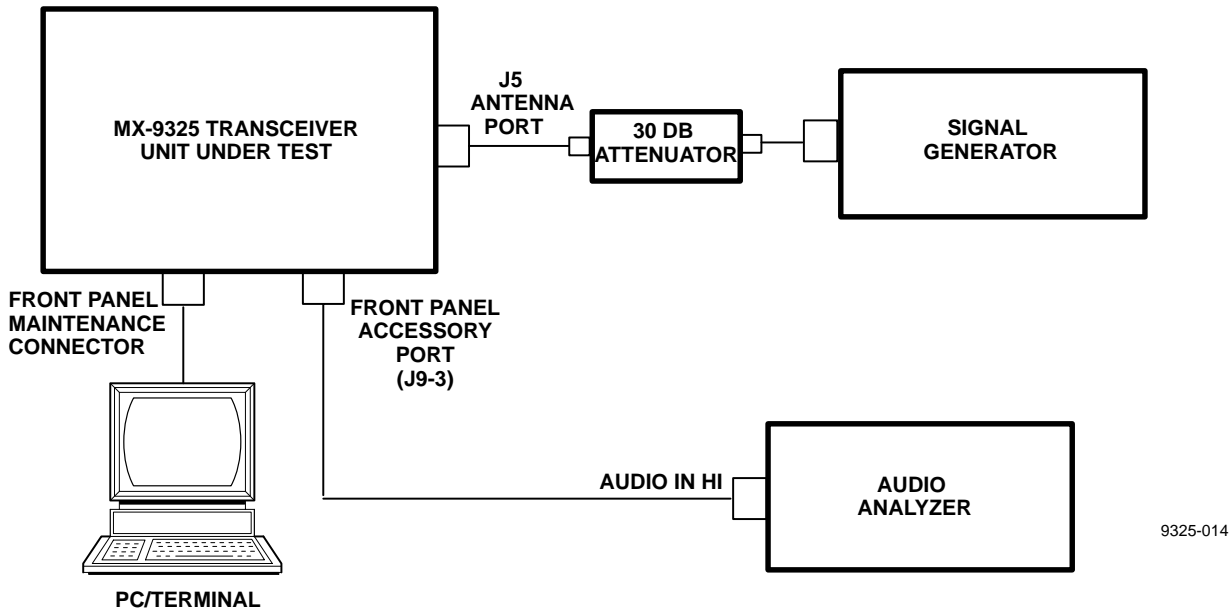 MX-9325 TRANSCEIVER
UNIT UNDER TEST
J5
ANTENNA
PORT
30 DB
ATTENUATOR
SIGNAL
GENERATOR
FRONT PANEL
MAINTENANCE
CONNECTOR
FRONT PANEL
ACCESSORY
PORT
(J9-3)
AUDIO IN HI
AUDIO
ANALYZER
9325-014
PC/TERMINAL